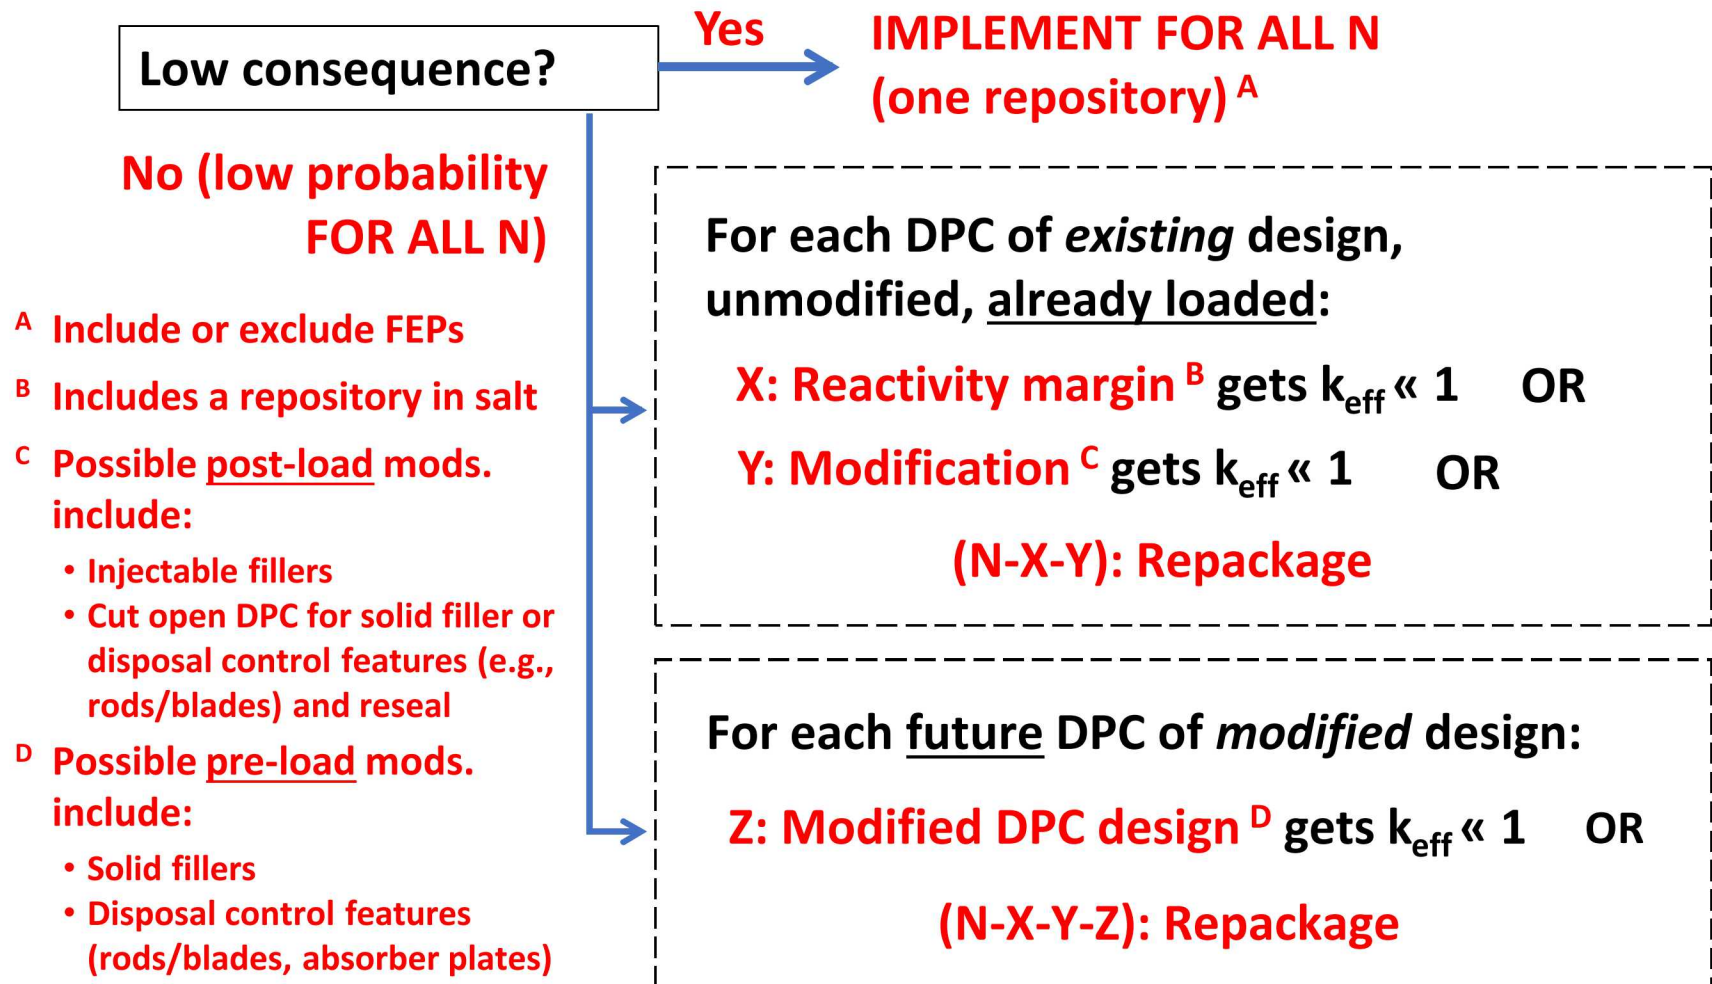 Low consequence?
Yes
IMPLEMENT FOR ALL N
(one repository) A
No (low probability
FOR ALL N)
A Include or exclude FEPs
B Includes a repository in salt
C Possible post-load mods.
include:
• Injectable fillers
• Cut open DPC for solid filler or
disposal control features (e.g.,
rods/blades) and reseal
D Possible pre-load mods.
include:
• Solid fillers
• Disposal control features
(rods/blades, absorber plates)
For each DPC of existing design,
unmodified, already loaded:
X: Reactivity margin B gets keff « 1 OR
Y: Modification C gets keff « 1 OR
(N-X-Y): Repackage
For each future DPC of modified design:
Z: Modified DPC design D gets keff « 1 OR
(N-X-Y-Z): Repackage